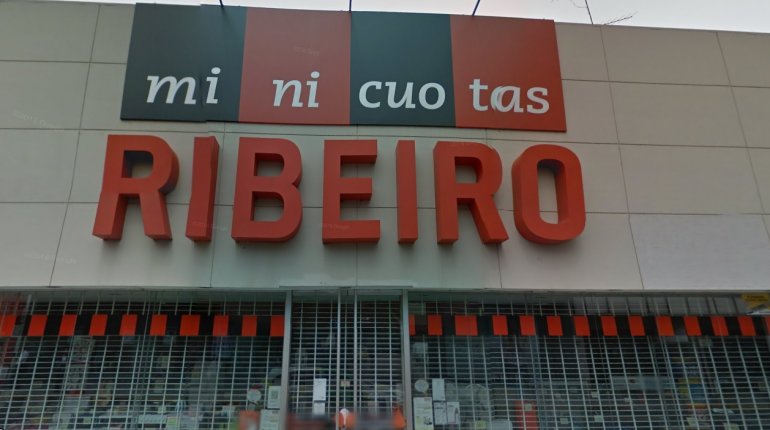 mi ni cuo tas
RIBEIRO